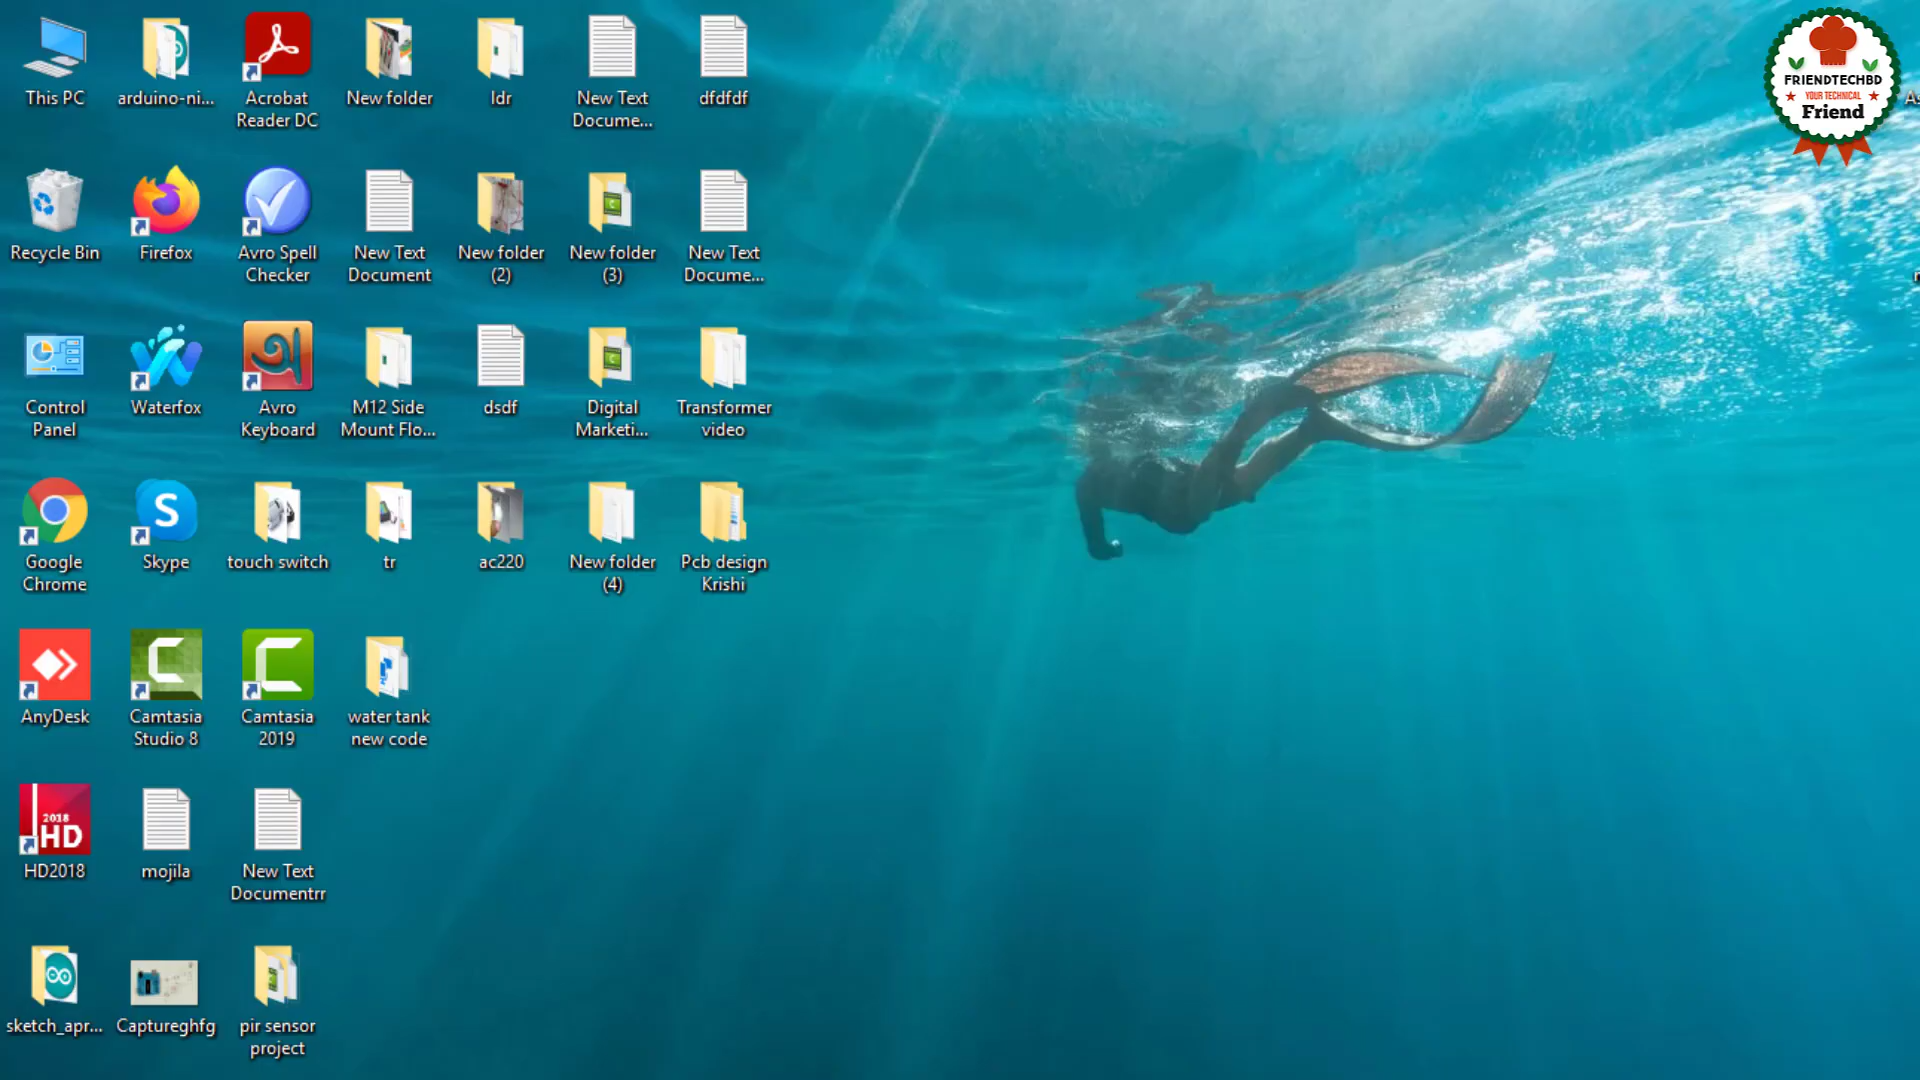 This PC
arduino-ni...
Acrobat
Reader DC
New folder
ldr
New Text
Docume...
dfdfdf
FRIENDTECHBD
YOUR TECHNICAL
Friend
Recycle Bin
Firefox
Avro Spell
Checker
New Text
Document
New folder
(2)
New folder
(3)
New Text
Docume...
Control
Panel
Waterfox
অ
Avro
Keyboard
M12 Side
Mount Flo...
dsdf
Digital
Marketi...
Transformer
video
Google
Chrome
S
Skype
touch switch
tr
ac220
New folder
(4)
Pcb design
Krishi
AnyDesk
Camtasia
Studio 8
Camtasia
2019
water tank
new code
2018
HD
HD2018
mojila
New Text
Documentrr
sketch_apr...
Captureghfg
pir sensor
project